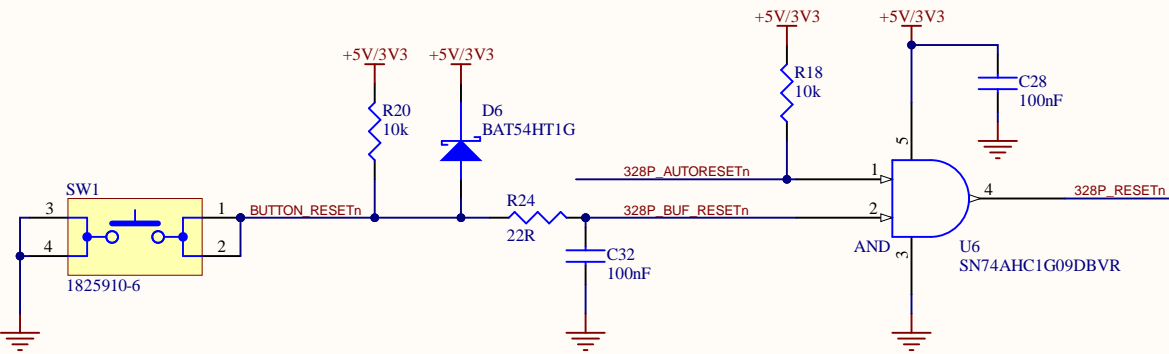 +5V/3V3
+5V/3V3
+5V/3V3
+5V/3V3
R18
10k
C28
100nF
R20
10k
D6
BAT54HT1G
5
328P_AUTORESETn
1
SW1
4
328P_RESETn
3
1
BUTTON_RESETn
R24
328P_BUF_RESETn
2
22R
4
2
AND
3
U6
SN74AHC1G09DBVR
C32
100nF
1825910-6